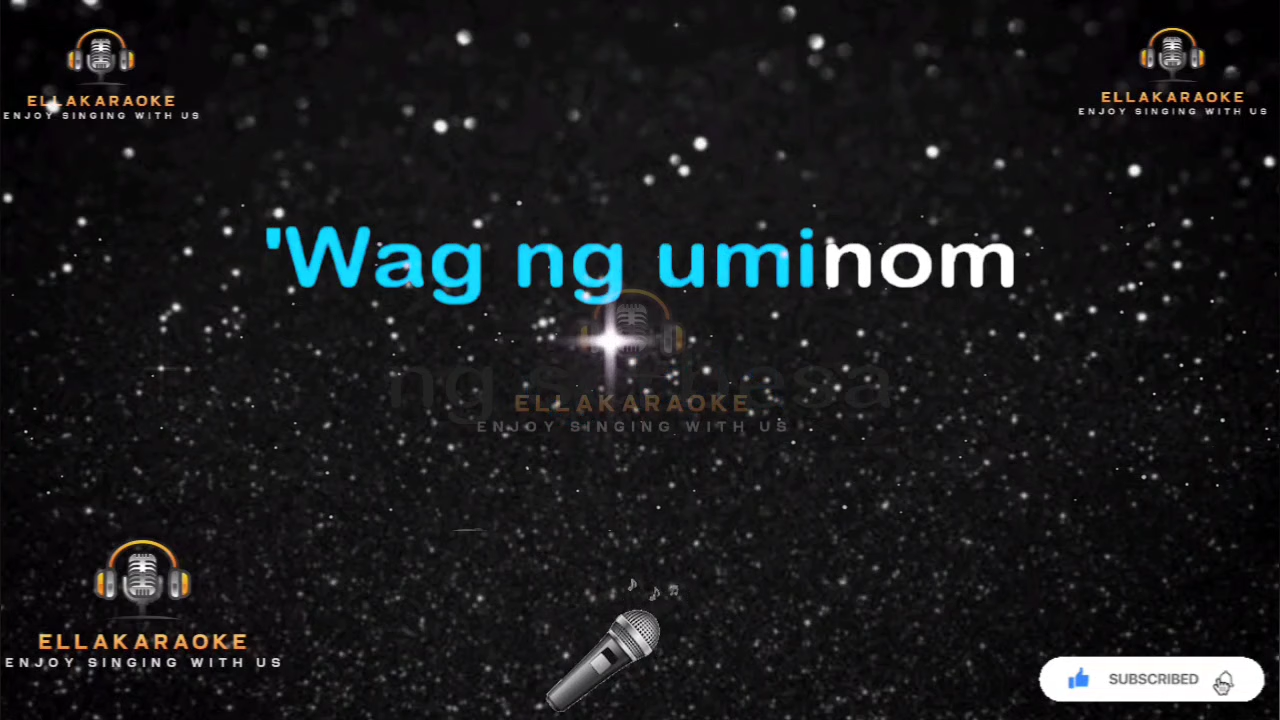 ELLAKARAOKE
ENJOY SINGING WITH US
ELLAKARAOKE
ENJOY SINGING WITH US
'Wag ng uminom
ELLAKARAOKE
ENJOY SINGING WITH US
ELLAKARAOKE
ENJOY SINGING WITH US
SUBSCRIBED